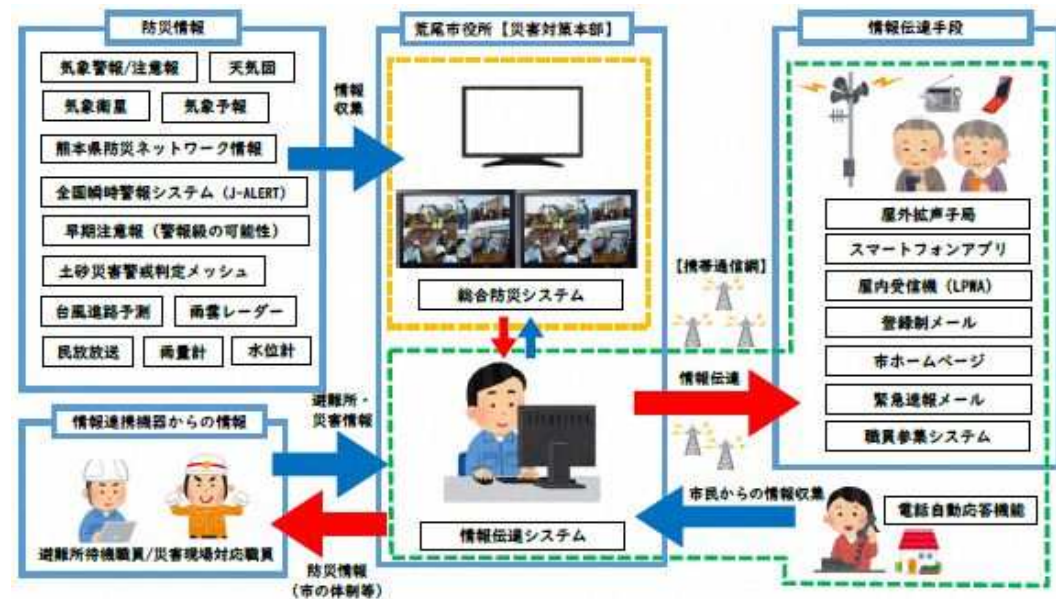 防災情報
気象警報/注意報
天気図
気象衛星
気象予報
熊本県防災ネットワーク情報
全国瞬時警報システム（J-ALERT）
早期注意報（警報級の可能性）
土砂災害警戒判定メッシュ
台風進路予測
雨雲レーダー
民放放送
雨量計
水位計
情報
収集
荒尾市役所【災害対策本部】
総合防災システム
情報伝達システム
情報連携機器からの情報
避難所待機職員/災害現場対応職員
避難所・
災害情報
防災情報
（市の体制等）
【携帯通信網】
情報伝達
市民からの情報収集
情報伝達手段
屋外拡声子局
スマートフォンアプリ
屋内受信機（LPWA）
登録制メール
市ホームページ
緊急速報メール
職員参集システム
電話自動応答機能